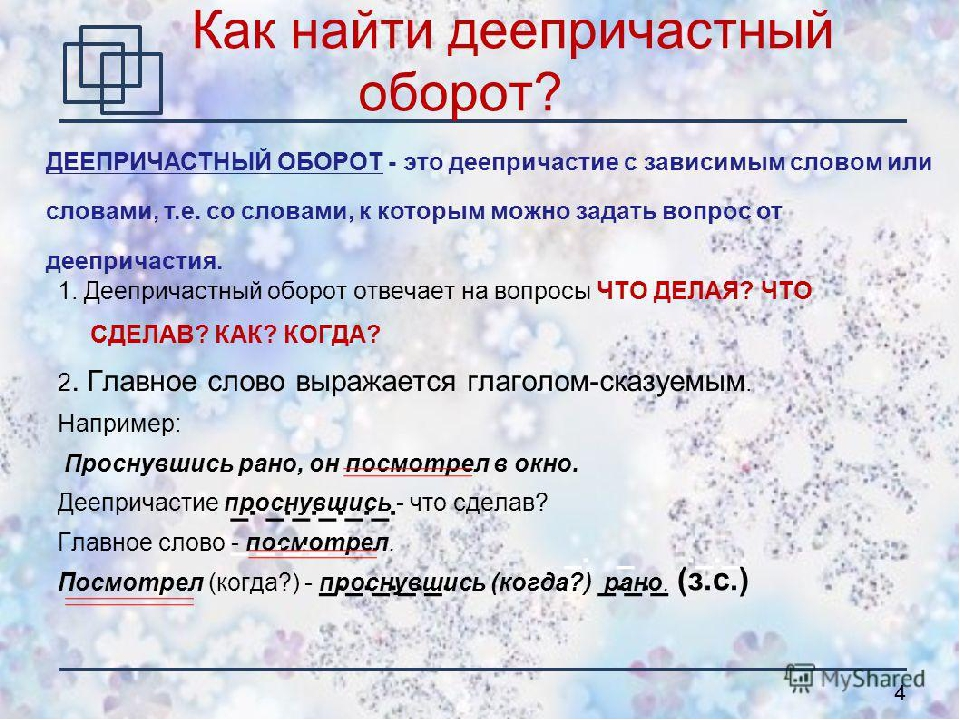 Как найти деепричастный
оборот?
ДЕЕПРИЧАСТНЫЙ ОБОРОТ - это деепричастие с зависимым словом или
словами, т.е. со словами, к которым можно задать вопрос от
деепричастия.
1. Деепричастный оборот отвечает на вопросы ЧТО ДЕЛАЯ? ЧТО
СДЕЛАВ? КАК? КОГДА?
2. Главное слово выражается глаголом-сказуемым.
Например:
Проснувшись рано, он посмотрел в окно.
Деепричастие проснувшись - что сделав?
Главное слово - посмотрел.
Посмотрел (когда?) - проснувшись (когда?) рано. (з.с.)
MyShared
4